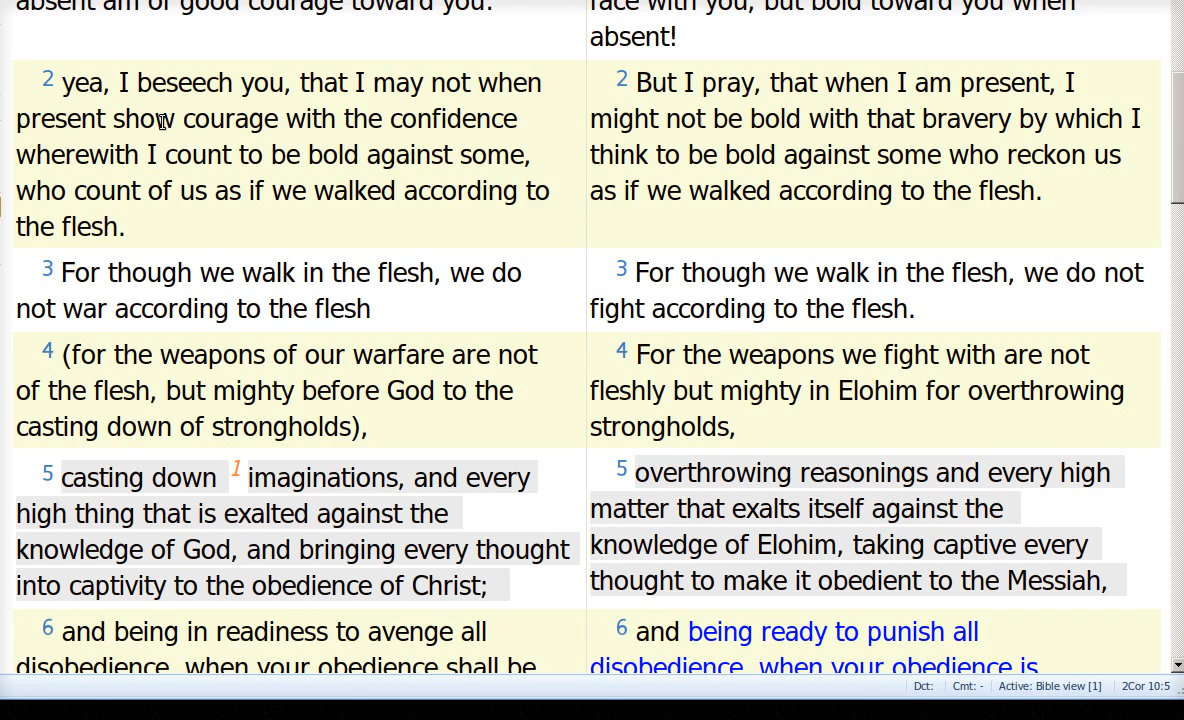 absent am of good courage toward you:
2 yea, I beseech you, that I may not when
present show courage with the confidence
wherewith I count to be bold against some,
who count of us as if we walked according to
the flesh.
3 For though we walk in the flesh, we do
not war according to the flesh
4 (for the weapons of our warfare are not
of the flesh, but mighty before God to the
casting down of strongholds),
5 casting down 1 imaginations, and every
high thing that is exalted against the
knowledge of God, and bringing every thought
into captivity to the obedience of Christ;
6 and being in readiness to avenge all
disobedience, when your obedience shall be
face with you, but bold toward you when
absent!
2 But I pray, that when I am present, I
might not be bold with that bravery by which I
think to be bold against some who reckon us
as if we walked according to the flesh.
3 For though we walk in the flesh, we do not
fight according to the flesh.
4 For the weapons we fight with are not
fleshly but mighty in Elohim for overthrowing
strongholds,
5 overthrowing reasonings and every high
matter that exalts itself against the
knowledge of Elohim, taking captive every
thought to make it obedient to the Messiah,
6 and being ready to punish all
disobedience, when your obedience is
Dct: Cmt: - Active: Bible view [1] 2Cor 10:5